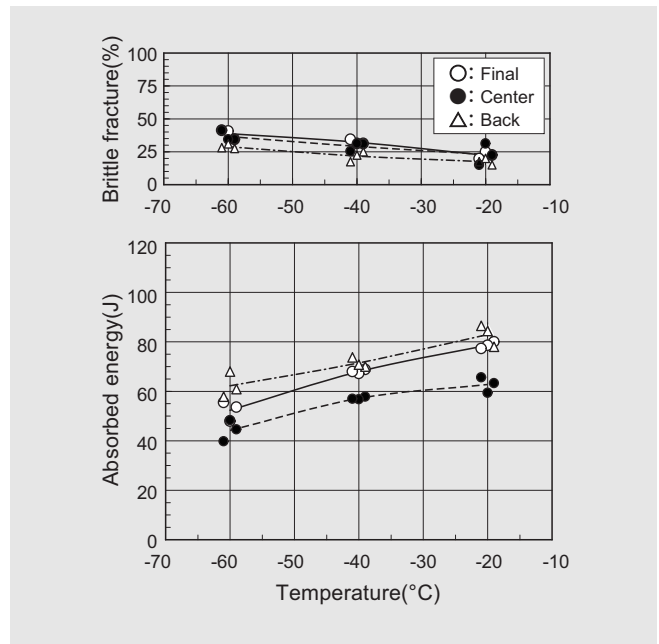 Brittle fracture(%)
100
75
50
25
0
○: Final
●: Center
△: Back
-70 -60 -50 -40 -30 -20 -10
Absorbed energy(J)
120
100
80
60
40
20
0
-70 -60 -50 -40 -30 -20 -10
Temperature(°C)